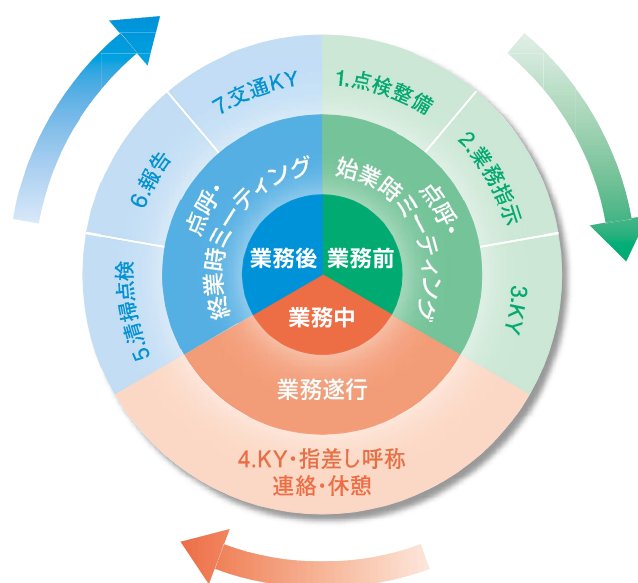 1.点検整備
2.業務指示
3.KY
点呼・
始業時ミーティング
業務前
業務中
業務遂行
4.KY・指差し呼称
連絡・休憩
業務後
点呼・
終業時ミーティング
5.清掃点検
6.報告
7.交通KY